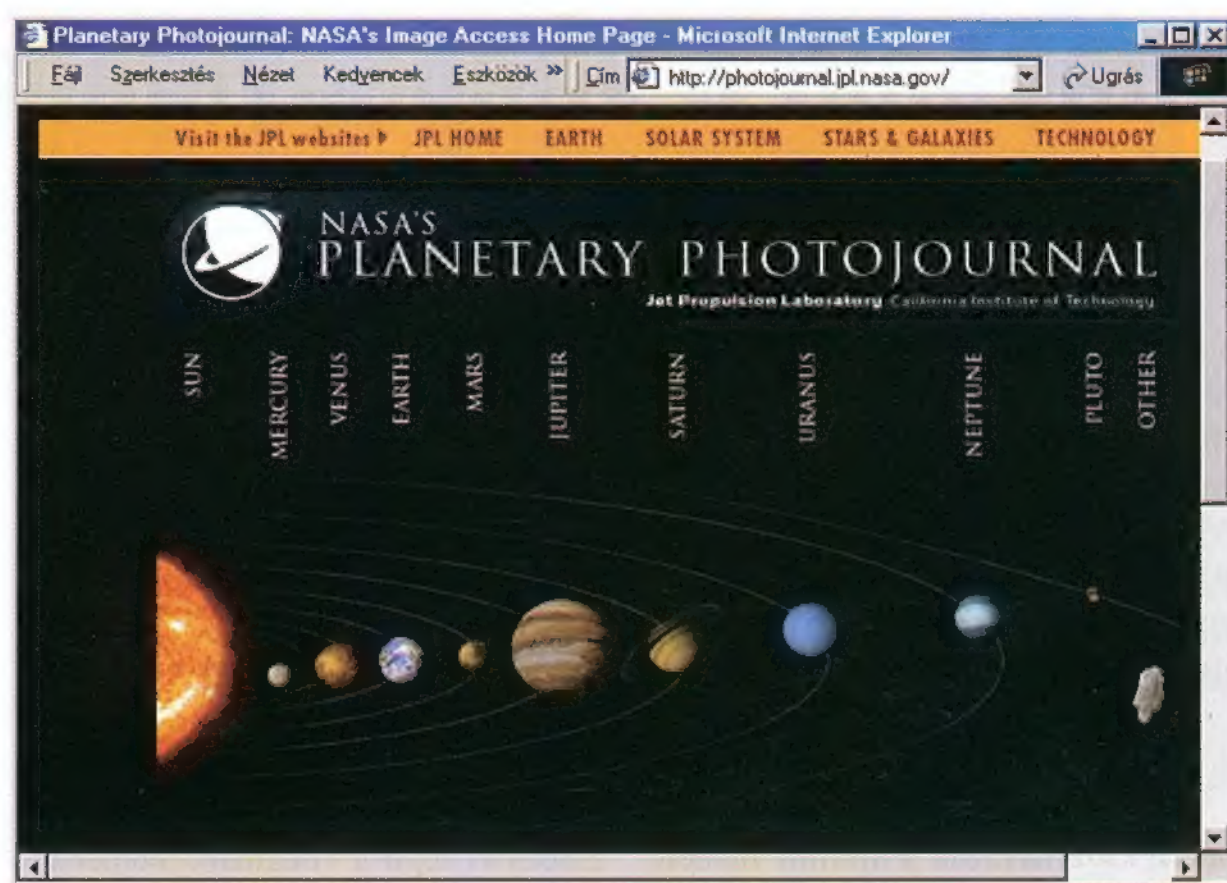 Planetary Photojournal: NASA's Image Access Home Page - Microsoft Internet Explorer
Fájl Szerkesztés Nézet Kedvencek Eszközök » Cím http://photojournal.jpl.nasa.gov/ Ugrás
Visit the JPL websites JPL HOME EARTH SOLAR SYSTEM STARS & GALAXIES TECHNOLOGY
NASA'S
PLANETARY PHOTOJOURNAL
Jet Propulsion Laboratory California Institute of Technology
SUN
MERCURY
VENUS
EARTH
MARS
JUPITER
SATURN
URANUS
NEPTUNE
PLUTO
OTHER